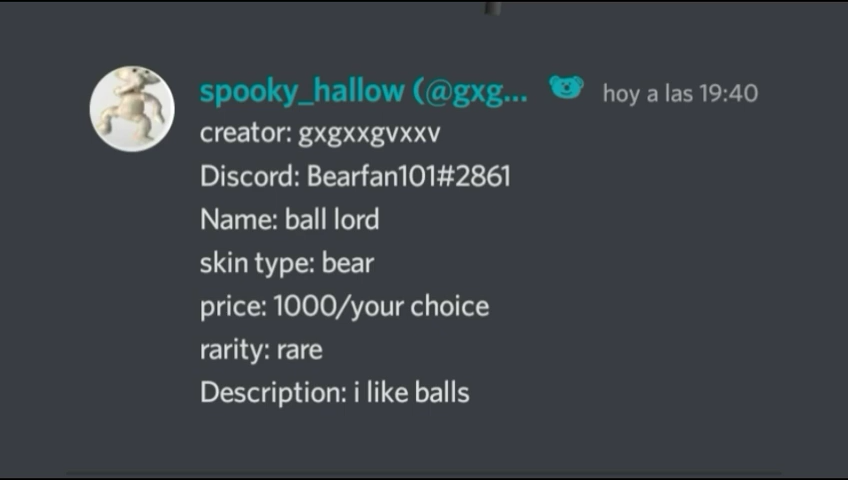 spooky_hallow (@gxg... hoy a las 19:40
creator: gxgxxgvxxv
Discord: Bearfan101#2861
Name: ball lord
skin type: bear
price: 1000/your choice
rarity: rare
Description: i like balls